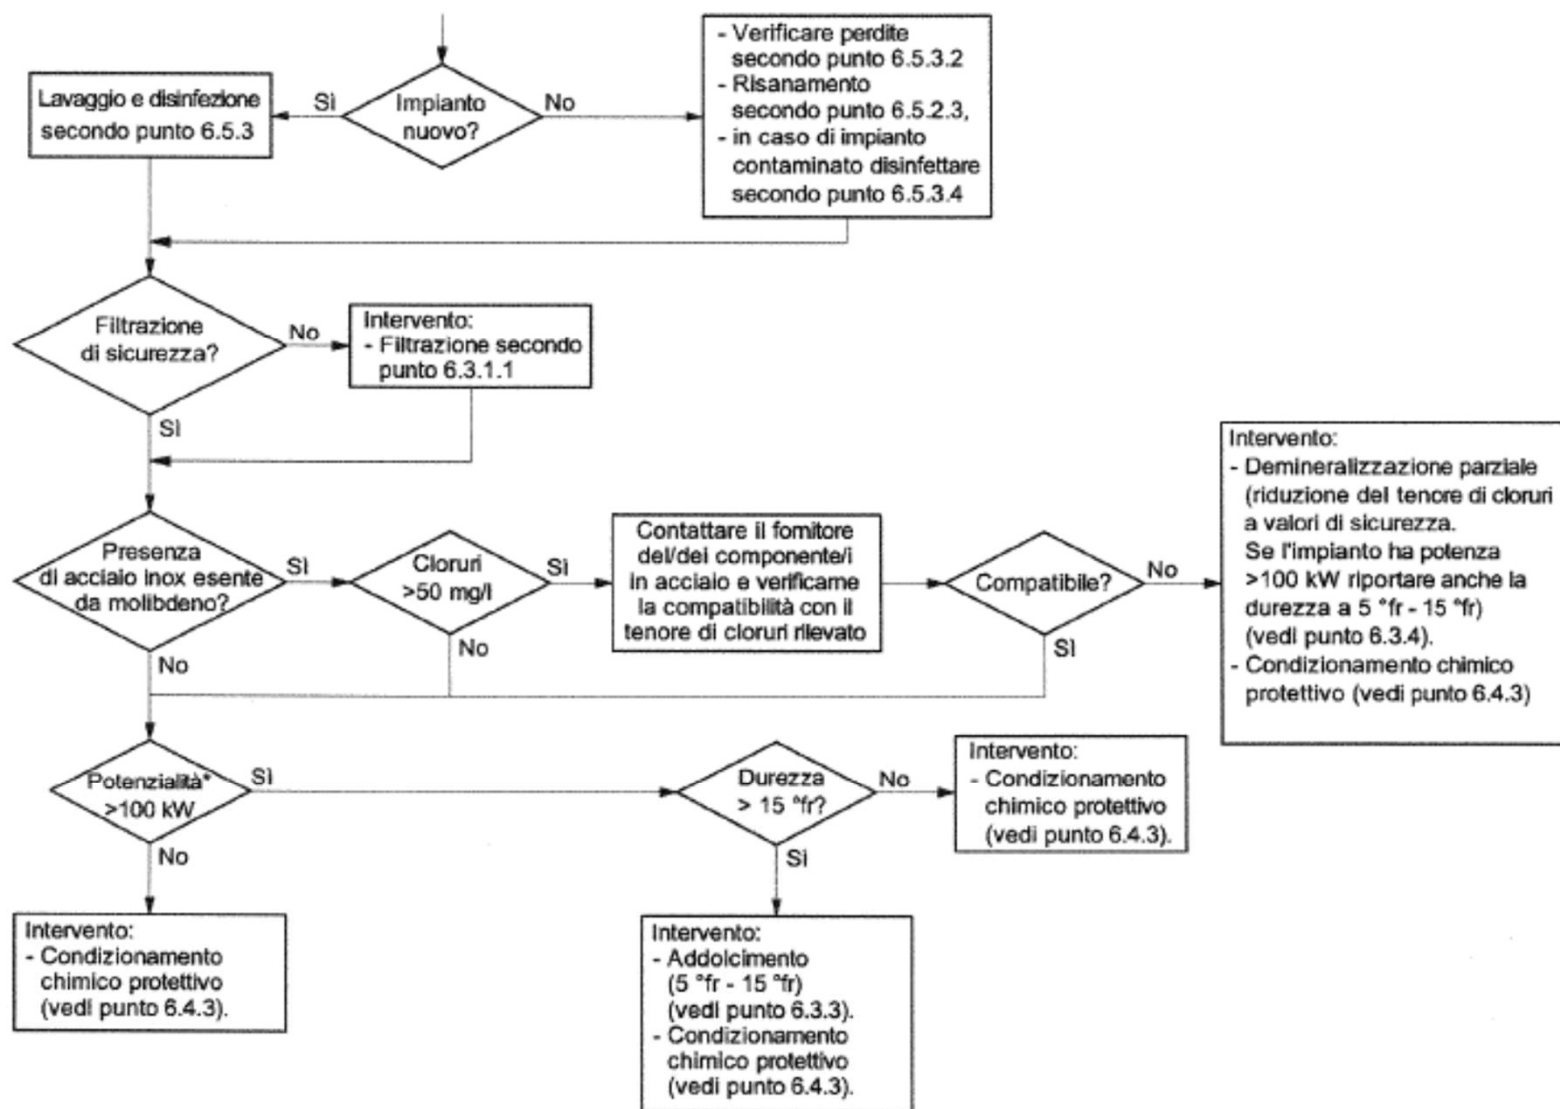 Lavaggio e disinfezione
secondo punto 6.5.3
Sì
Impianto
nuovo?
No
- Verificare perdite
secondo punto 6.5.3.2
- Risanamento
secondo punto 6.5.2.3,
- in caso di impianto
contaminato disinfettare
secondo punto 6.5.3.4
Filtrazione
di sicurezza?
No
Intervento:
- Filtrazione secondo
punto 6.3.1.1
Sì
Presenza
di acciaio inox esente
da molibdeno?
Sì
No
Cloruri
>50 mg/l
Sì
No
Contattare il fornitore
del/dei componente/i
in acciaio e verificarne
la compatibilità con il
tenore di cloruri rilevato
Compatibile?
No
Sì
Intervento:
- Demineralizzazione parziale
(riduzione del tenore di cloruri
a valori di sicurezza.
Se l'impianto ha potenza
>100 kW riportare anche la
durezza a 5 °fr - 15 °fr)
(vedi punto 6.3.4).
- Condizionamento chimico
protettivo (vedi punto 6.4.3)
Potenzialità*
>100 kW
Sì
No
Durezza
> 15 °fr?
No
Sì
Intervento:
- Condizionamento
chimico protettivo
(vedi punto 6.4.3).
Intervento:
- Condizionamento
chimico protettivo
(vedi punto 6.4.3).
Intervento:
- Addolcimento
(5 °fr - 15 °fr)
(vedi punto 6.3.3).
- Condizionamento
chimico protettivo
(vedi punto 6.4.3).